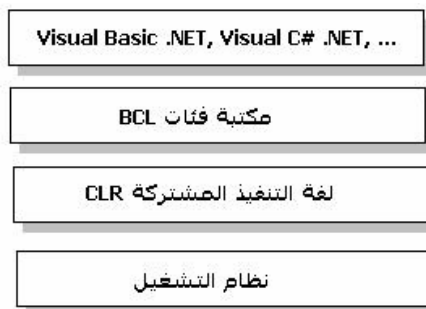 Visual Basic .NET, Visual C# .NET, ...
مكتبة فئات BCL
لغة التنفيذ المشتركة CLR
نظام التشغيل